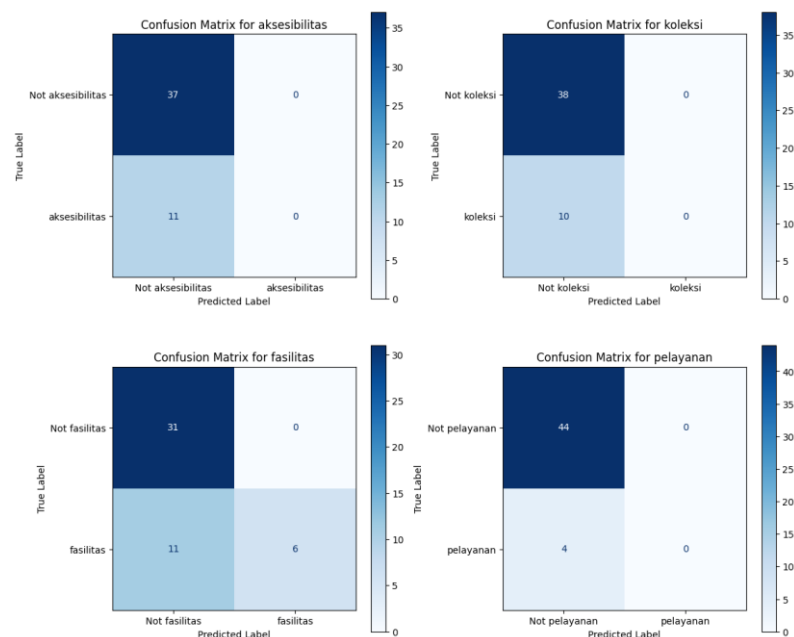 Confusion Matrix for aksesibilitas
True Label
Not aksesibilitas
aksesibilitas
37
0
11
0
Not aksesibilitas
aksesibilitas
Predicted Label
35
30
25
20
15
10
5
0
Confusion Matrix for koleksi
True Label
Not koleksi
koleksi
38
0
10
0
Not koleksi
koleksi
Predicted Label
35
30
25
20
15
10
5
0
Confusion Matrix for fasilitas
True Label
Not fasilitas
fasilitas
31
0
11
6
Not fasilitas
fasilitas
Predicted Label
30
25
20
15
10
5
0
Confusion Matrix for pelayanan
True Label
Not pelayanan
pelayanan
44
0
4
0
Not pelayanan
pelayanan
Predicted Label
40
35
30
25
20
15
10
5
0